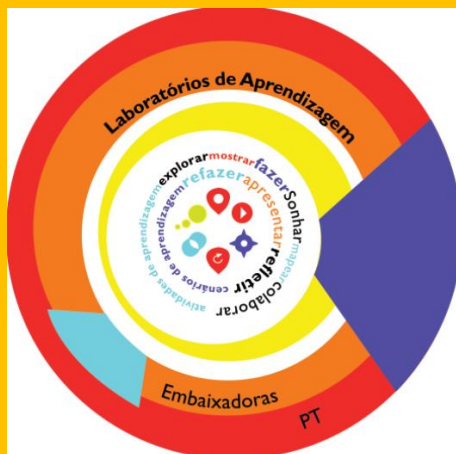 Laboratórios de Aprendizagem
atividades de aprendizagem
explorar
mostrar
fazer
Sonhar
mapear
colaborar
cenários de aprendizagem
refazer
apresentar
refletir
Embaixadoras
PT